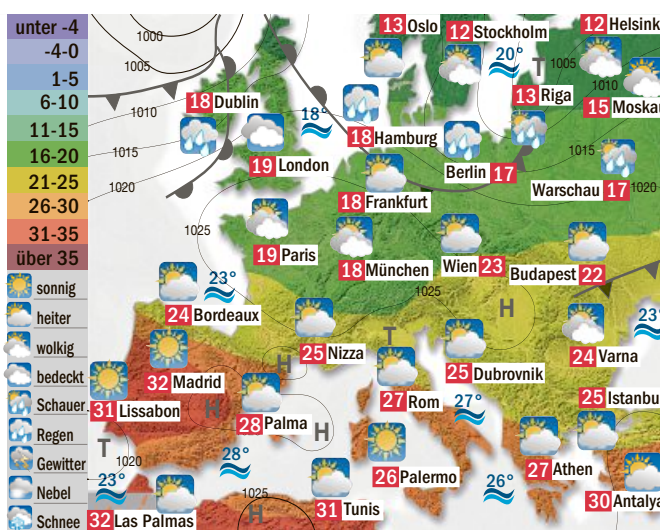 unter -4
-4-0
1-5
6-10
11-15
16-20
21-25
26-30
31-35
über 35
sonnig
heiter
wolkig
bedeckt
Schauer
Regen
Gewitter
Nebel
Schnee
1000
1005
1010
1015
1020
13 Oslo
12 Stockholm
12 Helsink
20°
T
1005
1010
13 Riga
15 Moskau
18 Dublin
18°
18 Hamburg
19 London
Berlin 17
1015
Warschau 17
1020
18 Frankfurt
1025
19 Paris
18 München
Wien 23
Budapest 22
1025
H
23°
24 Bordeaux
23°
T
25 Nizza
24 Varna
H
32 Madrid
25 Dubrovnik
31 Lissabon
H
28 Palma
27 Rom
27°
25 Istanbu
H
T
1020
28°
26 Palermo
27 Athen
23°
26°
32 Las Palmas
1025
H
31 Tunis
30 Antalya